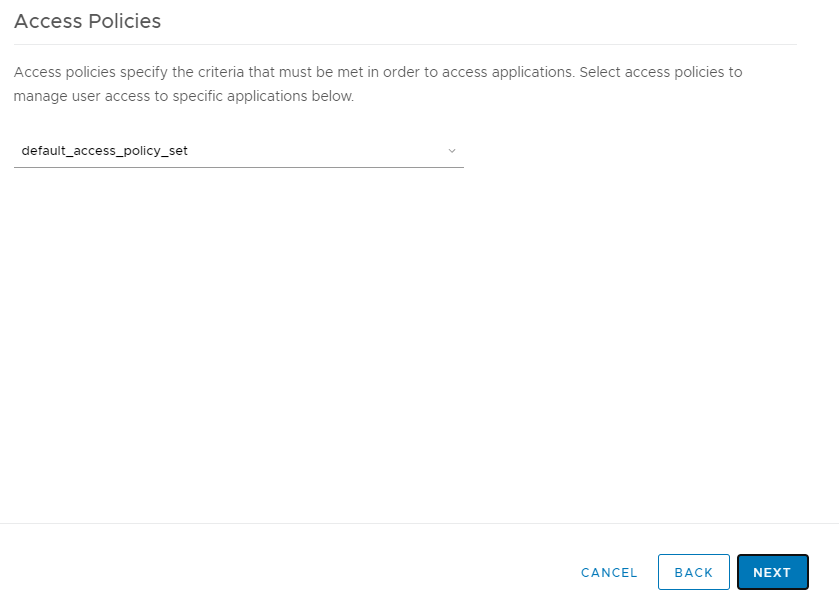 Access Policies
Access policies specify the criteria that must be met in order to access applications. Select access policies to
manage user access to specific applications below.
default_access_policy_set
CANCEL
BACK
NEXT